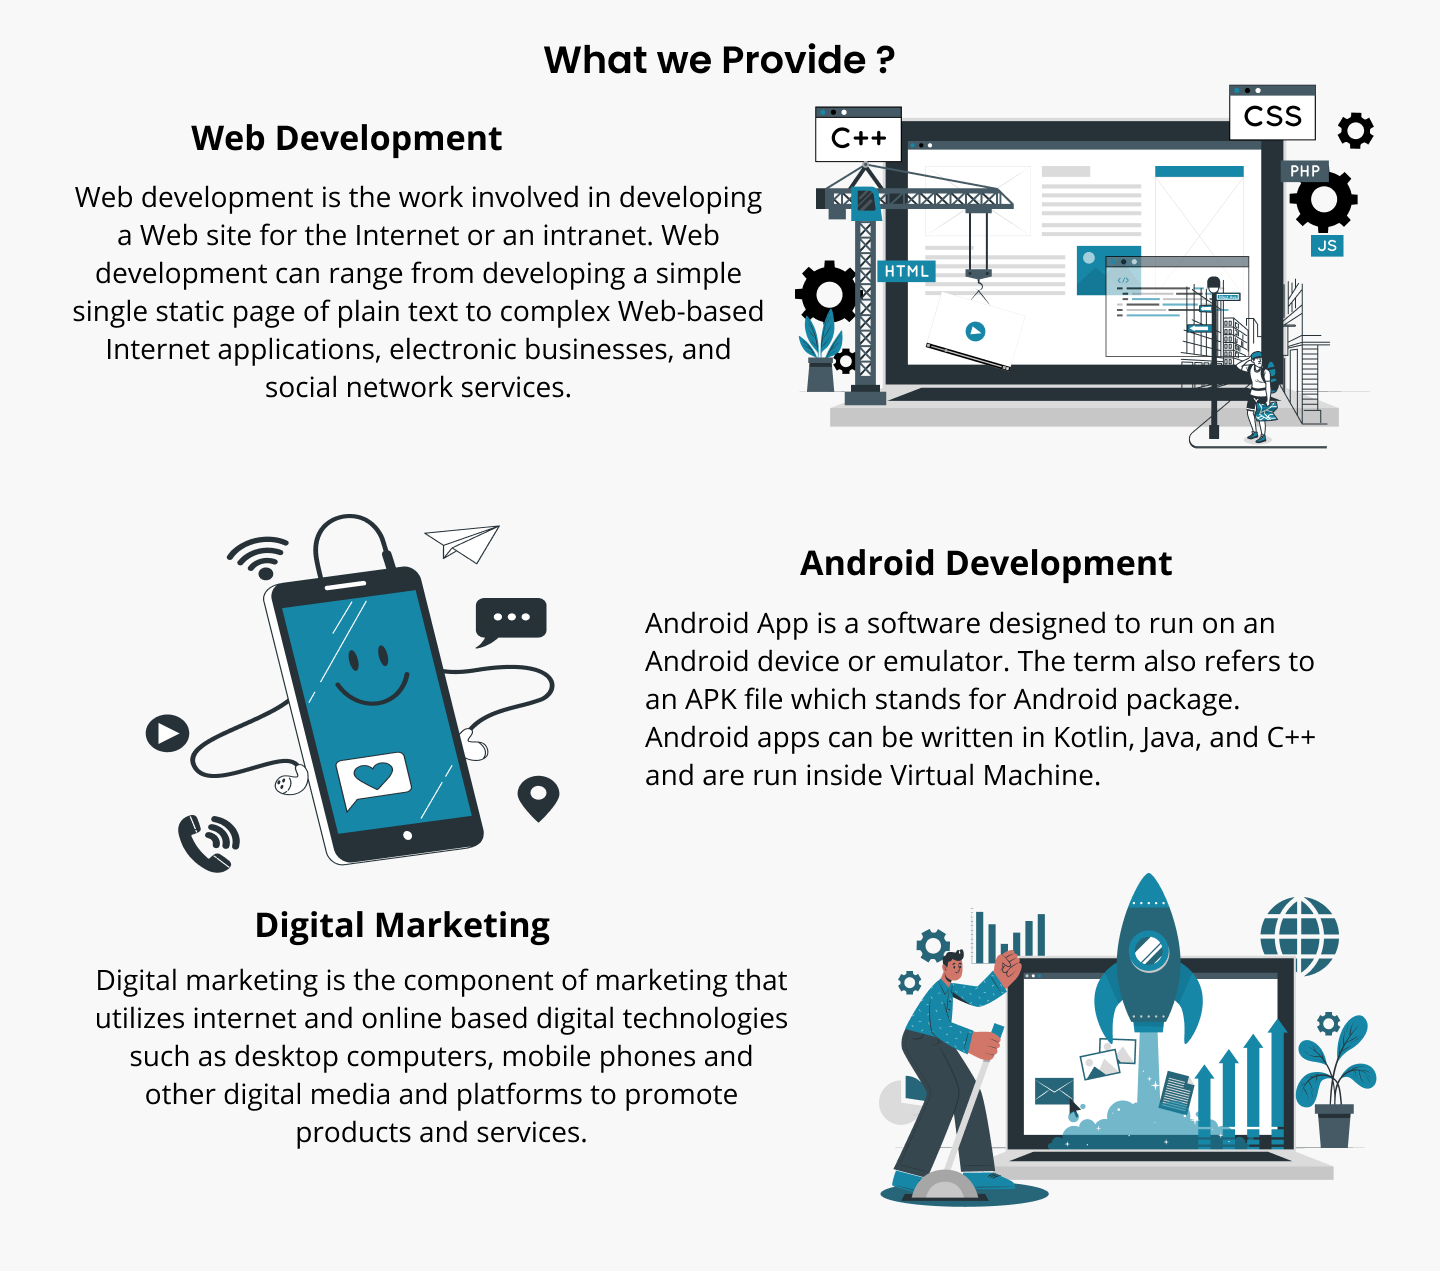 What we Provide ?
Web Development
Web development is the work involved in developing
a Web site for the Internet or an intranet. Web
development can range from developing a simple
single static page of plain text to complex Web-based
Internet applications, electronic businesses, and
social network services.
C++
CSS
PHP
JS
HTML
</>
Android Development
Android App is a software designed to run on an
Android device or emulator. The term also refers to
an APK file which stands for Android package.
Android apps can be written in Kotlin, Java, and C++
and are run inside Virtual Machine.
Digital Marketing
Digital marketing is the component of marketing that
utilizes internet and online based digital technologies
such as desktop computers, mobile phones and
other digital media and platforms to promote
products and services.